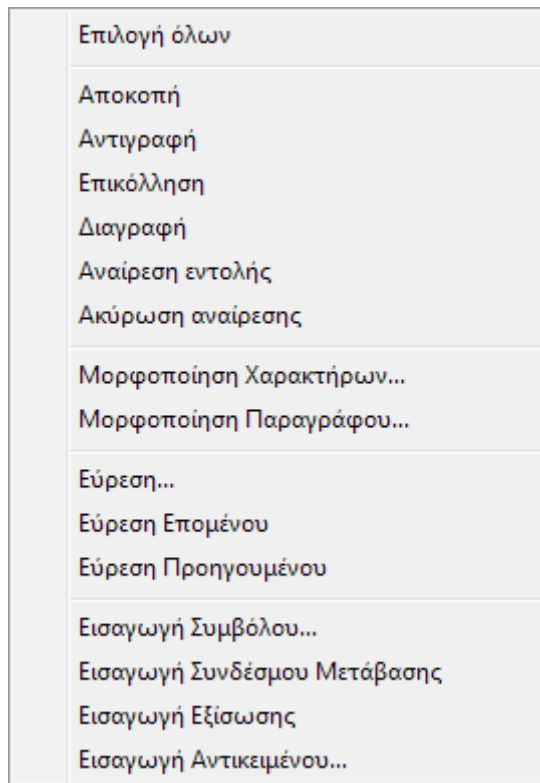 Επιλογή όλων
Αποκοπή
Αντιγραφή
Επικόλληση
Διαγραφή
Αναίρεση εντολής
Ακύρωση αναίρεσης
Μορφοποίηση Χαρακτήρων...
Μορφοποίηση Παραγράφου...
Εύρεση...
Εύρεση Επομένου
Εύρεση Προηγουμένου
Εισαγωγή Συμβόλου...
Εισαγωγή Συνδέσμου Μετάβασης
Εισαγωγή Εξίσωσης
Εισαγωγή Αντικειμένου...